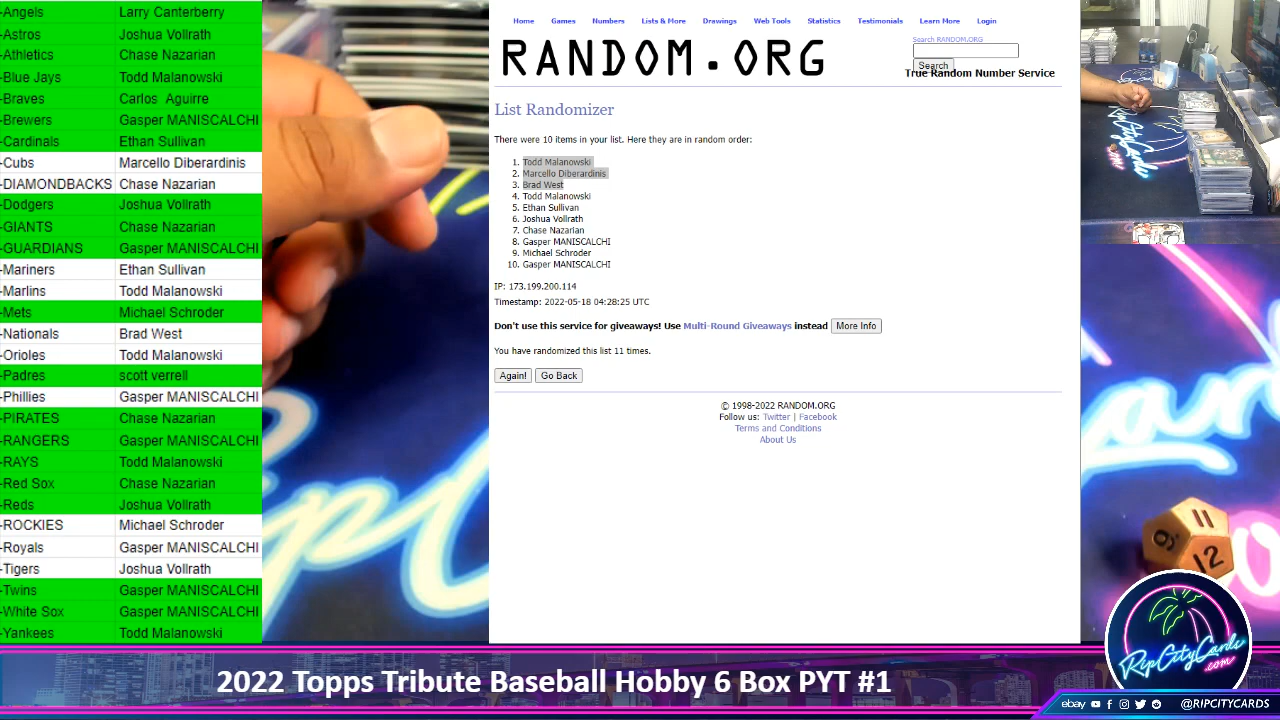 -Angels Larry Canterberry
-Astros Joshua Vollrath
-Athletics Chase Nazarian
-Blue Jays Todd Malanowski
-Braves Carlos Aguirre
-Brewers Gasper MANISCALCHI
-Cardinals Ethan Sullivan
-Cubs Marcello Diberardinis
-DIAMONDBACKS Chase Nazarian
-Dodgers Joshua Vollrath
-GIANTS Chase Nazarian
-GUARDIANS Gasper MANISCALCHI
-Mariners Ethan Sullivan
-Marlins Todd Malanowski
-Mets Michael Schroder
-Nationals Brad West
-Orioles Todd Malanowski
-Padres scott verrell
-Phillies Gasper MANISCALCHI
-PIRATES Chase Nazarian
-RANGERS Gasper MANISCALCHI
-RAYS Todd Malanowski
-Red Sox Chase Nazarian
-Reds Joshua Vollrath
-ROCKIES Michael Schroder
-Royals Gasper MANISCALCHI
-Tigers Joshua Vollrath
-Twins Gasper MANISCALCHI
-White Sox Gasper MANISCALCHI
-Yankees Todd Malanowski
Home Games Numbers Lists & More Drawings Web Tools Statistics Testimonials Learn More Login
RANDOM.ORG
Search RANDOM.ORG
Search
True Random Number Service
List Randomizer
There were 10 items in your list. Here they are in random order:
1. Todd Malanowski
2. Marcello Diberardinis
3. Brad West
4. Todd Malanowski
5. Ethan Sullivan
6. Joshua Vollrath
7. Chase Nazarian
8. Gasper MANISCALCHI
9. Michael Schroder
10. Gasper MANISCALCHI
IP: 173.199.200.114
Timestamp: 2022-05-18 04:28:25 UTC
Don't use this service for giveaways! Use Multi-Round Giveaways instead More Info
You have randomized this list 11 times.
Again! Go Back
© 1998-2022 RANDOM.ORG
Follow us: Twitter | Facebook
Terms and Conditions
About Us
11
9
12
RipCityCards
.com
2022 Topps Tribute Baseball Hobby 6 Box PYT #1
ebay @RIPCITYCARDS